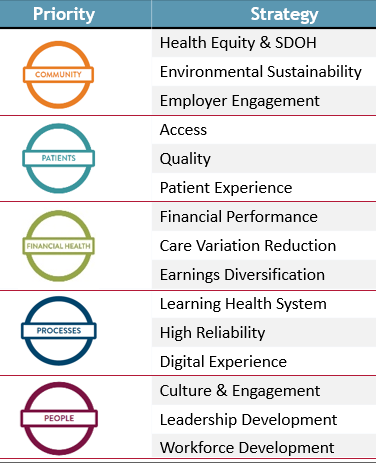 Priority Strategy
COMMUNITY
Health Equity & SDOH
Environmental Sustainability
Employer Engagement
PATIENTS
Access
Quality
Patient Experience
FINANCIAL HEALTH
Financial Performance
Care Variation Reduction
Earnings Diversification
PROCESSES
Learning Health System
High Reliability
Digital Experience
PEOPLE
Culture & Engagement
Leadership Development
Workforce Development